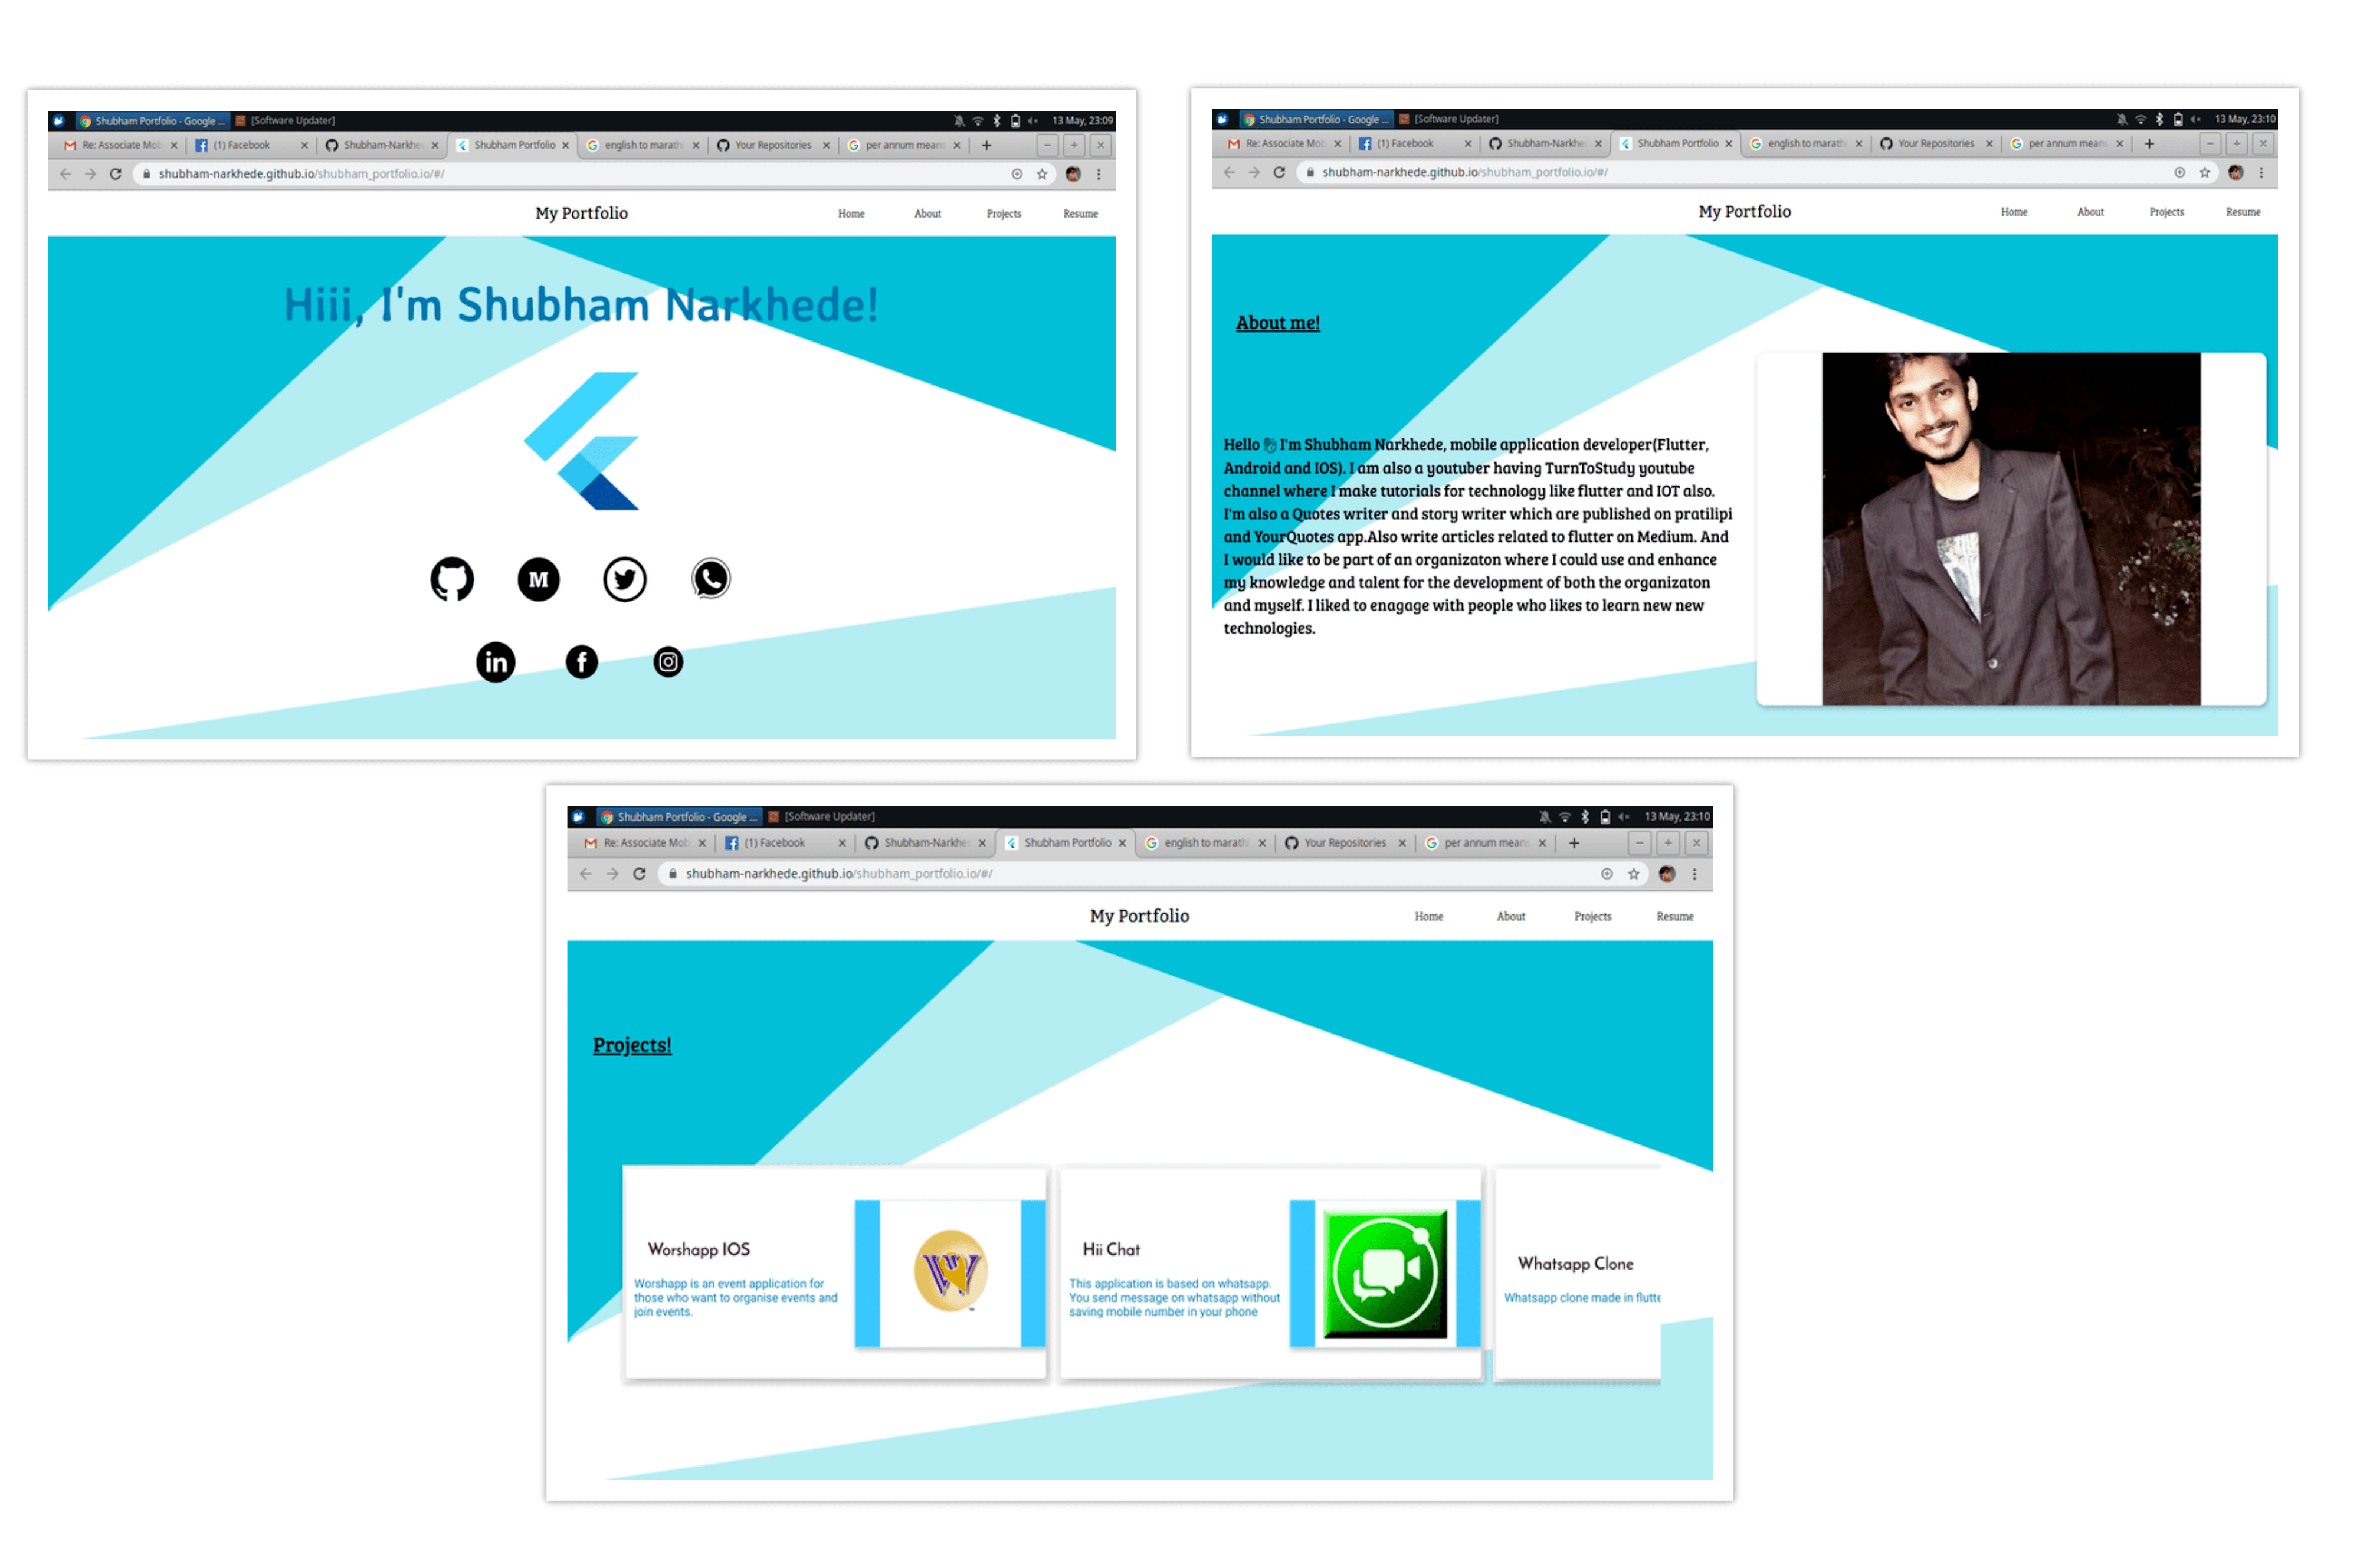 Shubham Portfolio - Google ... [Software Updater] 13 May, 23:09
Re: Associate Mob (1) Facebook Shubham-Narkhe Shubham Portfolio english to marath Your Repositories per annum means
shubham-narkhede.github.io/shubham_portfolio.io/#/
My Portfolio Home About Projects Resume
Hiii, I'm Shubham Narkhede!
M
in f
Shubham Portfolio - Google ... [Software Updater] 13 May, 23:10
Re: Associate Mob (1) Facebook Shubham-Narkhe Shubham Portfolio english to marath Your Repositories per annum means
shubham-narkhede.github.io/shubham_portfolio.io/#/
My Portfolio Home About Projects Resume
About me!
Hello 👋 I'm Shubham Narkhede, mobile application developer(Flutter,
Android and IOS). I am also a youtuber having TurnToStudy youtube
channel where I make tutorials for technology like flutter and IOT also.
I'm also a Quotes writer and story writer which are published on pratilipi
and YourQuotes app.Also write articles related to flutter on Medium. And
I would like to be part of an organizaton where I could use and enhance
my knowledge and talent for the development of both the organizaton
and myself. I liked to enagage with people who likes to learn new new
technologies.
Shubham Portfolio - Google ... [Software Updater] 13 May, 23:10
Re: Associate Mob (1) Facebook Shubham-Narkhe Shubham Portfolio english to marath Your Repositories per annum means
shubham-narkhede.github.io/shubham_portfolio.io/#/
My Portfolio Home About Projects Resume
Projects!
Worshapp IOS
Worshapp is an event application for
those who want to organise events and
join events.
W
Hii Chat
This application is based on whatsapp.
You send message on whatsapp without
saving mobile number in your phone
Whatsapp Clone
Whatsapp clone made in flutte